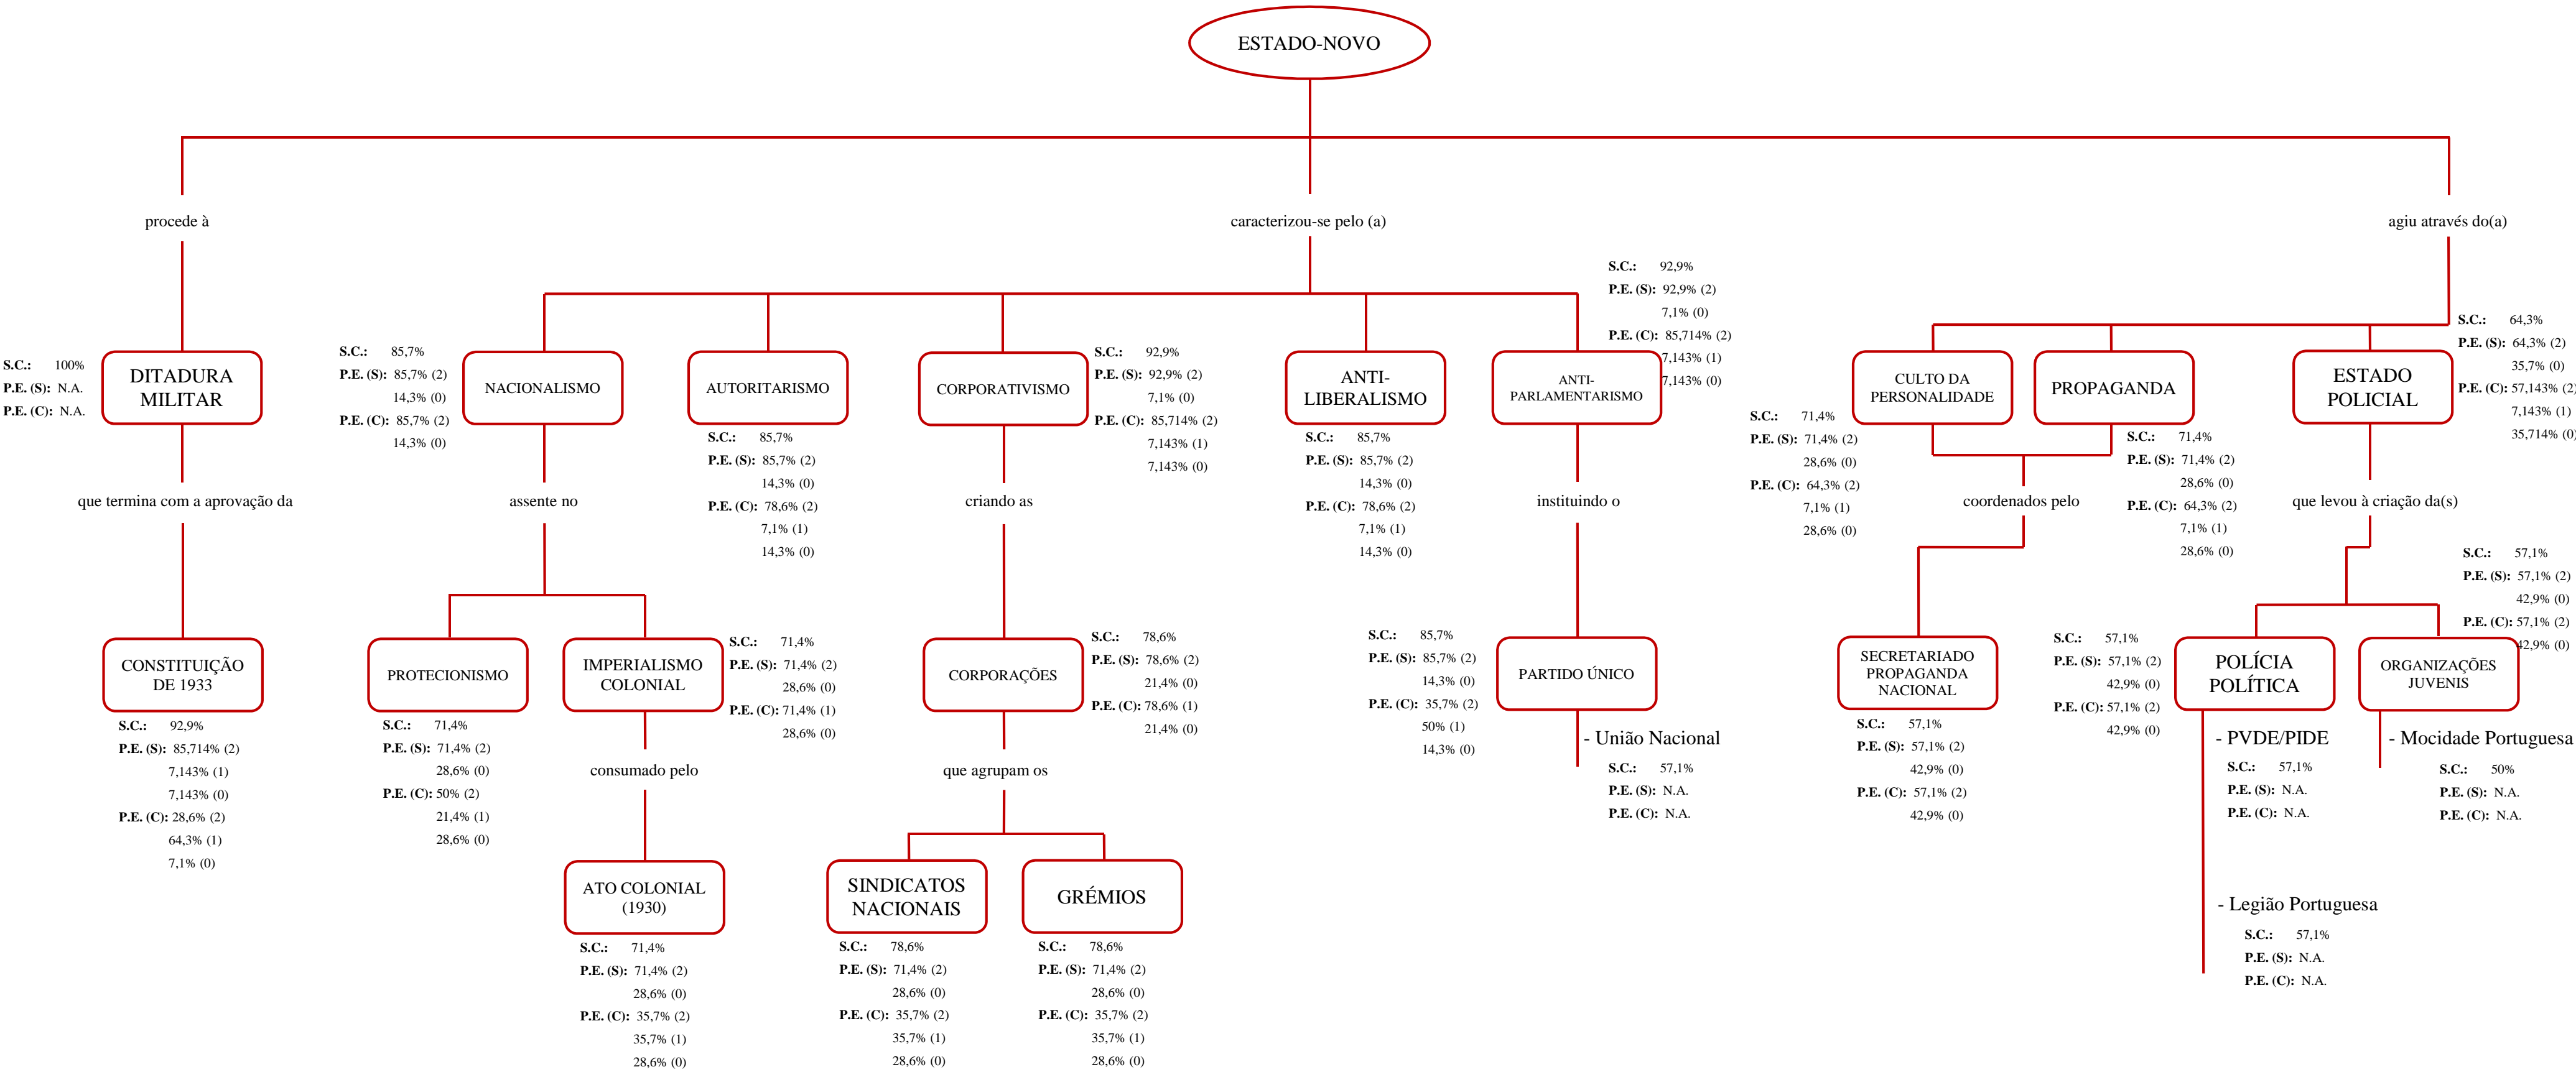 ESTADO-NOVO
procede à
caracterizou-se pelo (a)
agiu através do(a)
S.C.: 100%
P.E. (S): N.A.
P.E. (C): N.A.
DITADURA
MILITAR
S.C.: 85,7%
P.E. (S): 85,7% (2)
14,3% (0)
P.E. (C): 85,7% (2)
14,3% (0)
NACIONALISMO
AUTORITARISMO
S.C.: 85,7%
P.E. (S): 85,7% (2)
14,3% (0)
P.E. (C): 78,6% (2)
7,1% (1)
14,3% (0)
CORPORATIVISMO
S.C.: 92,9%
P.E. (S): 92,9% (2)
7,1% (0)
P.E. (C): 85,714% (2)
7,143% (1)
7,143% (0)
ANTI-
LIBERALISMO
S.C.: 85,7%
P.E. (S): 85,7% (2)
14,3% (0)
P.E. (C): 78,6% (2)
7,1% (1)
14,3% (0)
S.C.: 92,9%
P.E. (S): 92,9% (2)
7,1% (0)
P.E. (C): 85,714% (2)
7,143% (1)
7,143% (0)
ANTI-
PARLAMENTARISMO
CULTO DA
PERSONALIDADE
S.C.: 71,4%
P.E. (S): 71,4% (2)
28,6% (0)
P.E. (C): 64,3% (2)
7,1% (1)
28,6% (0)
PROPAGANDA
S.C.: 71,4%
P.E. (S): 71,4% (2)
28,6% (0)
P.E. (C): 64,3% (2)
7,1% (1)
28,6% (0)
ESTADO
POLICIAL
S.C.: 64,3%
P.E. (S): 64,3% (2)
35,7% (0)
P.E. (C): 57,143% (2)
7,143% (1)
35,714% (0)
que termina com a aprovação da
assente no
criando as
instituindo o
coordenados pelo
que levou à criação da(s)
CONSTITUIÇÃO
DE 1933
S.C.: 92,9%
P.E. (S): 85,714% (2)
7,143% (1)
7,143% (0)
P.E. (C): 28,6% (2)
64,3% (1)
7,1% (0)
PROTECIONISMO
S.C.: 71,4%
P.E. (S): 71,4% (2)
28,6% (0)
P.E. (C): 50% (2)
21,4% (1)
28,6% (0)
IMPERIALISMO
COLONIAL
S.C.: 71,4%
P.E. (S): 71,4% (2)
28,6% (0)
P.E. (C): 71,4% (1)
28,6% (0)
CORPORAÇÕES
S.C.: 78,6%
P.E. (S): 78,6% (2)
21,4% (0)
P.E. (C): 78,6% (1)
21,4% (0)
S.C.: 85,7%
P.E. (S): 85,7% (2)
14,3% (0)
P.E. (C): 35,7% (2)
50% (1)
14,3% (0)
PARTIDO ÚNICO
- União Nacional
S.C.: 57,1%
P.E. (S): N.A.
P.E. (C): N.A.
SECRETARIADO
PROPAGANDA
NACIONAL
S.C.: 57,1%
P.E. (S): 57,1% (2)
42,9% (0)
P.E. (C): 57,1% (2)
42,9% (0)
S.C.: 57,1%
P.E. (S): 57,1% (2)
42,9% (0)
P.E. (C): 57,1% (2)
42,9% (0)
POLÍCIA
POLÍTICA
- PVDE/PIDE
S.C.: 57,1%
P.E. (S): N.A.
P.E. (C): N.A.
- Legião Portuguesa
S.C.: 57,1%
P.E. (S): N.A.
P.E. (C): N.A.
S.C.: 57,1%
P.E. (S): 57,1% (2)
42,9% (0)
P.E. (C): 57,1% (2)
42,9% (0)
ORGANIZAÇÕES
JUVENIS
- Mocidade Portuguesa
S.C.: 50%
P.E. (S): N.A.
P.E. (C): N.A.
consumado pelo
que agrupam os
ATO COLONIAL
(1930)
S.C.: 71,4%
P.E. (S): 71,4% (2)
28,6% (0)
P.E. (C): 35,7% (2)
35,7% (1)
28,6% (0)
SINDICATOS
NACIONAIS
S.C.: 78,6%
P.E. (S): 71,4% (2)
28,6% (0)
P.E. (C): 35,7% (2)
35,7% (1)
28,6% (0)
GRÉMIOS
S.C.: 78,6%
P.E. (S): 71,4% (2)
28,6% (0)
P.E. (C): 35,7% (2)
35,7% (1)
28,6% (0)